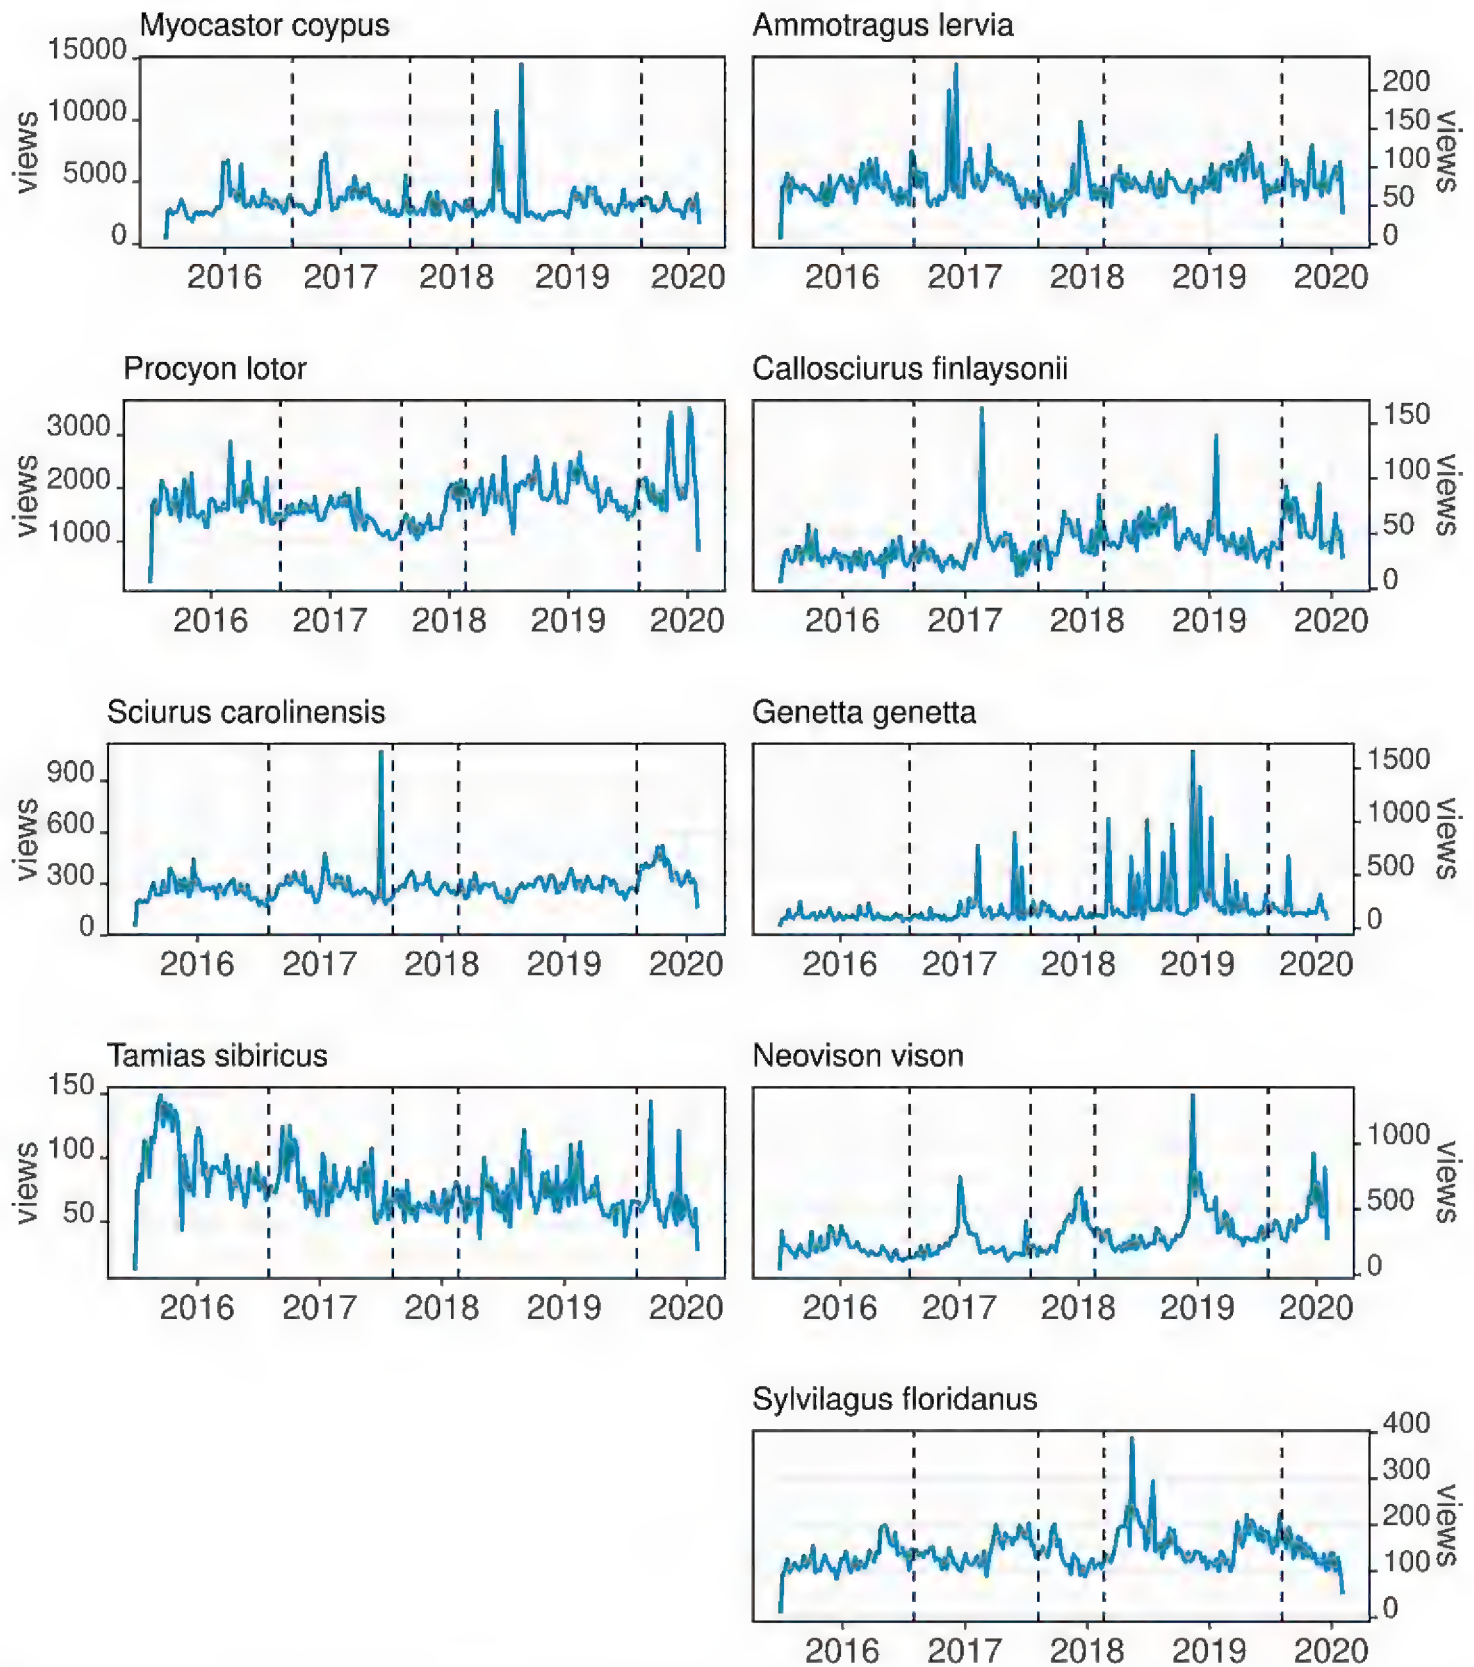 Myocastor coypus
15000
10000
5000
0
views
2016 2017 2018 2019 2020
Ammotragus lervia
200
150
100
50
0
views
2016 2017 2018 2019 2020
Procyon lotor
3000
2000
1000
views
2016 2017 2018 2019 2020
Callosciurus finlaysonii
150
100
50
0
views
2016 2017 2018 2019 2020
Sciurus carolinensis
900
600
300
0
views
2016 2017 2018 2019 2020
Genetta genetta
1500
1000
500
0
views
2016 2017 2018 2019 2020
Tamias sibiricus
150
100
50
views
2016 2017 2018 2019 2020
Neovison vison
1000
500
0
views
2016 2017 2018 2019 2020
Sylvilagus floridanus
400
300
200
100
0
views
2016 2017 2018 2019 2020